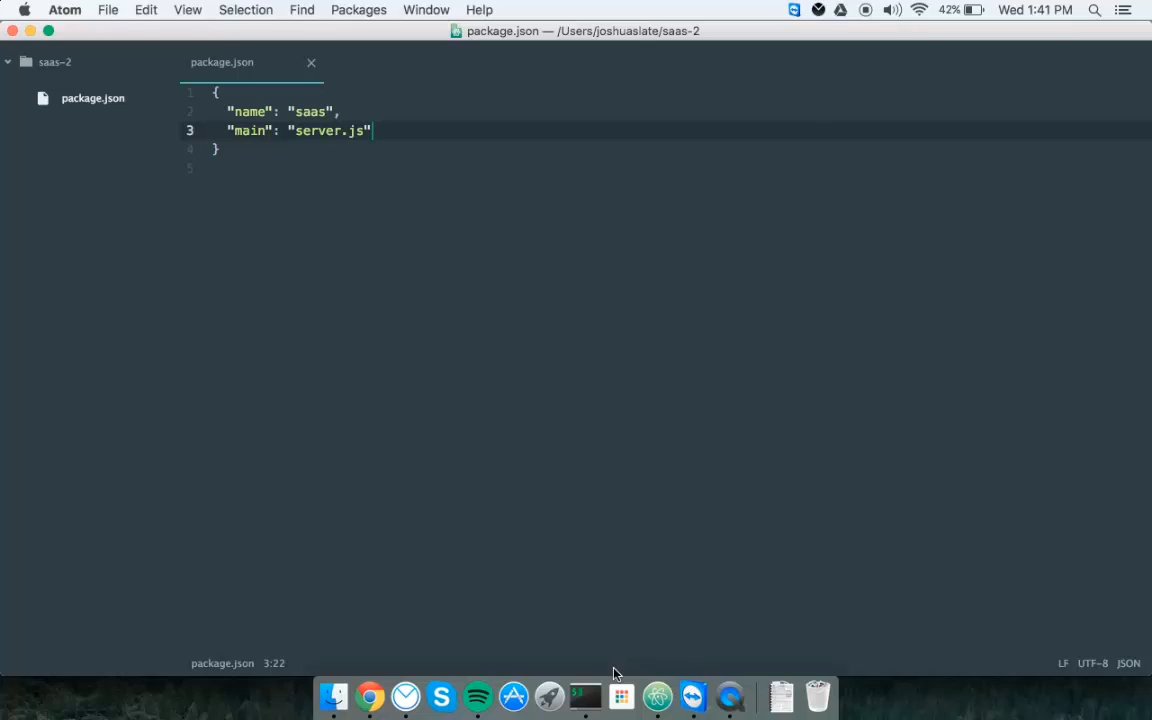 Atom File Edit View Selection Find Packages Window Help 42% Wed 1:41 PM
package.json — /Users/joshuaslate/saas-2
saas-2
package.json
package.json
1 {
2 "name": "saas",
3 "main": "server.js"
4 }
5
package.json 3:22 LF UTF-8 JSON